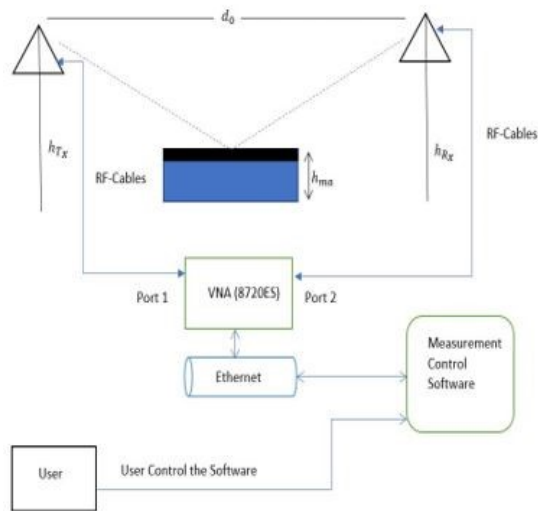 d₀
h_Tx
RF-Cables
h_ma
h_Rx
RF-Cables
Port 1
VNA (8720ES)
Port 2
Ethernet
Measurement
Control
Software
User
User Control the Software